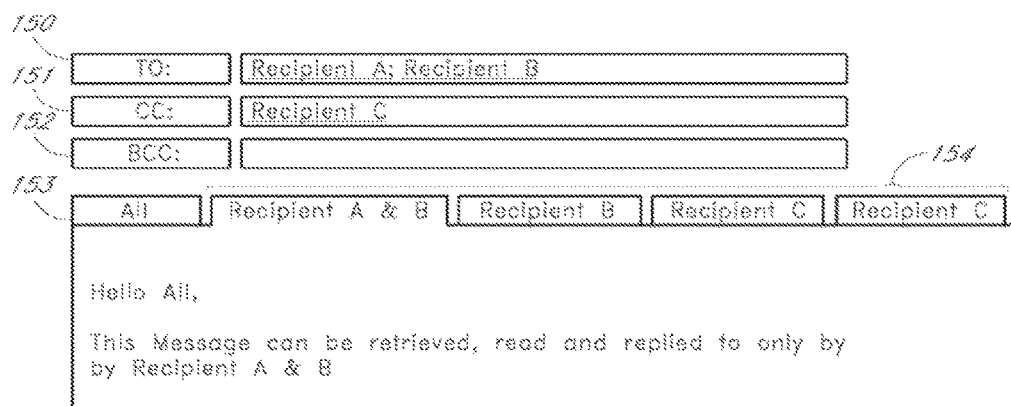 150
TO: Recipient A; Recipient B
151
CC: Recipient C
152
BCC:
153
154
All Recipient A & B Recipient B Recipient C Recipient C
Hello All,
This Message can be retrieved, read and replied to only by
by Recipient A & B